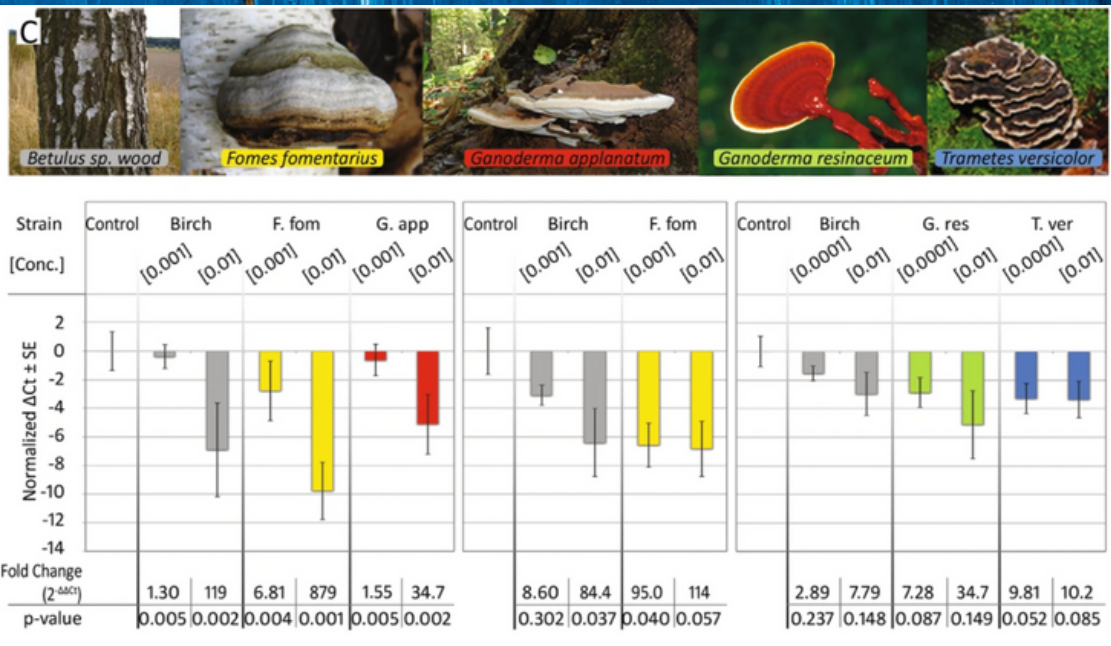 C
Betulus sp. wood Fomes fomentarius Ganoderma applanatum Ganoderma resinaceum Trametes versicolor
Strain Control Birch F. fom G. app Control Birch F. fom Control Birch G. res T. ver
[Conc.] [0.001] [0.01] [0.001] [0.01] [0.001] [0.01] [0.001] [0.01] [0.001] [0.01] [0.0001] [0.01] [0.0001] [0.01] [0.0001] [0.01]
Normalized ΔCt ± SE
2
0
-2
-4
-6
-8
-10
-12
-14
Fold Change
(2-ΔΔCt) 1.30 119 6.81 879 1.55 34.7 8.60 84.4 95.0 114 2.89 7.79 7.28 34.7 9.81 10.2
p-value 0.005 0.002 0.004 0.001 0.005 0.002 0.302 0.037 0.040 0.057 0.237 0.148 0.087 0.149 0.052 0.085